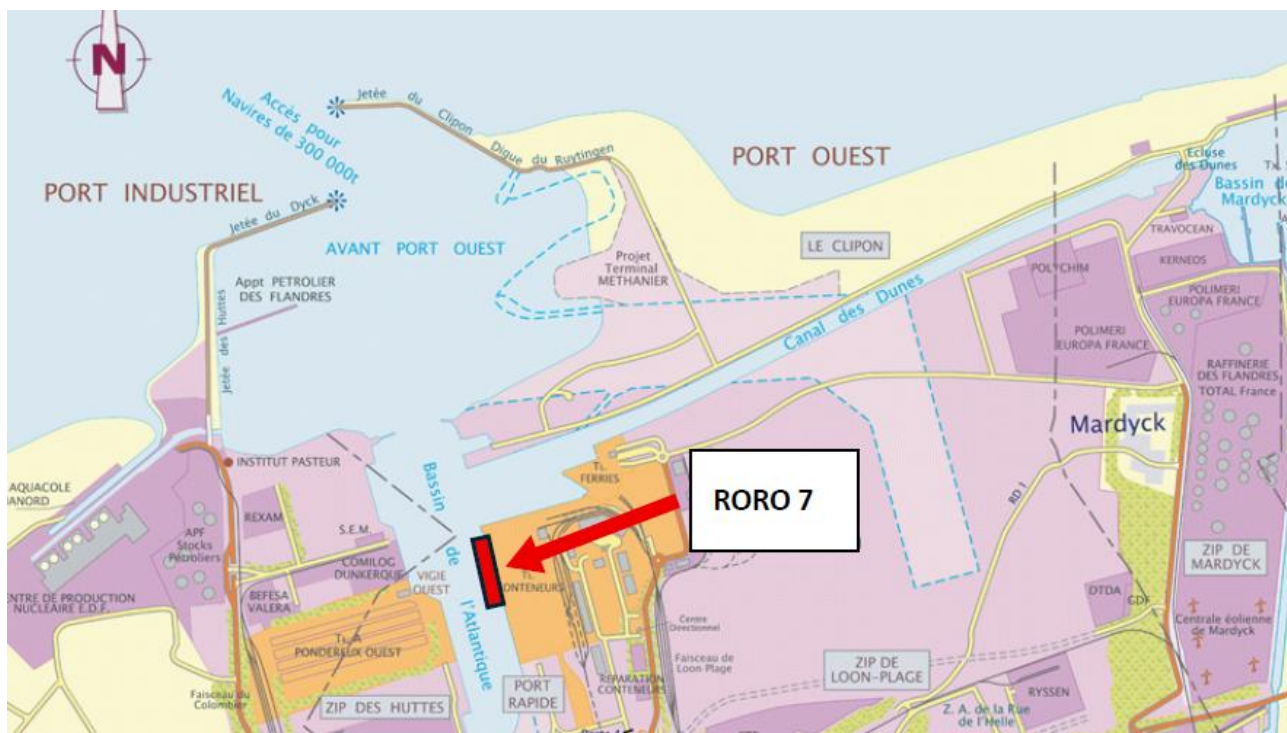 N
Accès pour
Navires de 300 000t
Jetée du Clipon
Digue du Ruytingen
PORT OUEST
PORT INDUSTRIEL
Jetée du Dyck
AVANT PORT OUEST
Appt PETROLIER
DES FLANDRES
Jetée des Huttes
Projet
Terminal
METHANIER
LE CLIPON
Canal des Dunes
Ecluse
des Dunes
Bassin de
Mardyck
TRAVOCEAN
KERNEOS
POLYCHIM
POLIMERI
EUROPA FRANCE
POLIMERI
EUROPA FRANCE
RAFFINERIE
DES FLANDRES
TOTAL France
Mardyck
RD 1
INSTITUT PASTEUR
AQUACOLE
ANORD
REXAM
S.E.M.
APF
Stocks
Pétroliers
COMILOG
DUNKERQUE
VIGIE
OUEST
BEFESA
VALERA
ENTRE DE PRODUCTION
NUCLÉAIRE E.D.F.
PONDEREUX OUEST
Faisceau du
Colombier
ZIP DES HUTTES
Bassin de l'Atlantique
FERRIES
RORO 7
ONTENEURS
Centre
Directionnel
Faisceau de
Loon Plage
REPARATION
CONTENEURS
PORT
RAPIDE
ZIP DE
LOON-PLAGE
RYSSEN
Z. A. de la Rue
de l'Helle
DTDA
GDF
ZIP DE
MARDYCK
Centrale éolienne
de Mardyck